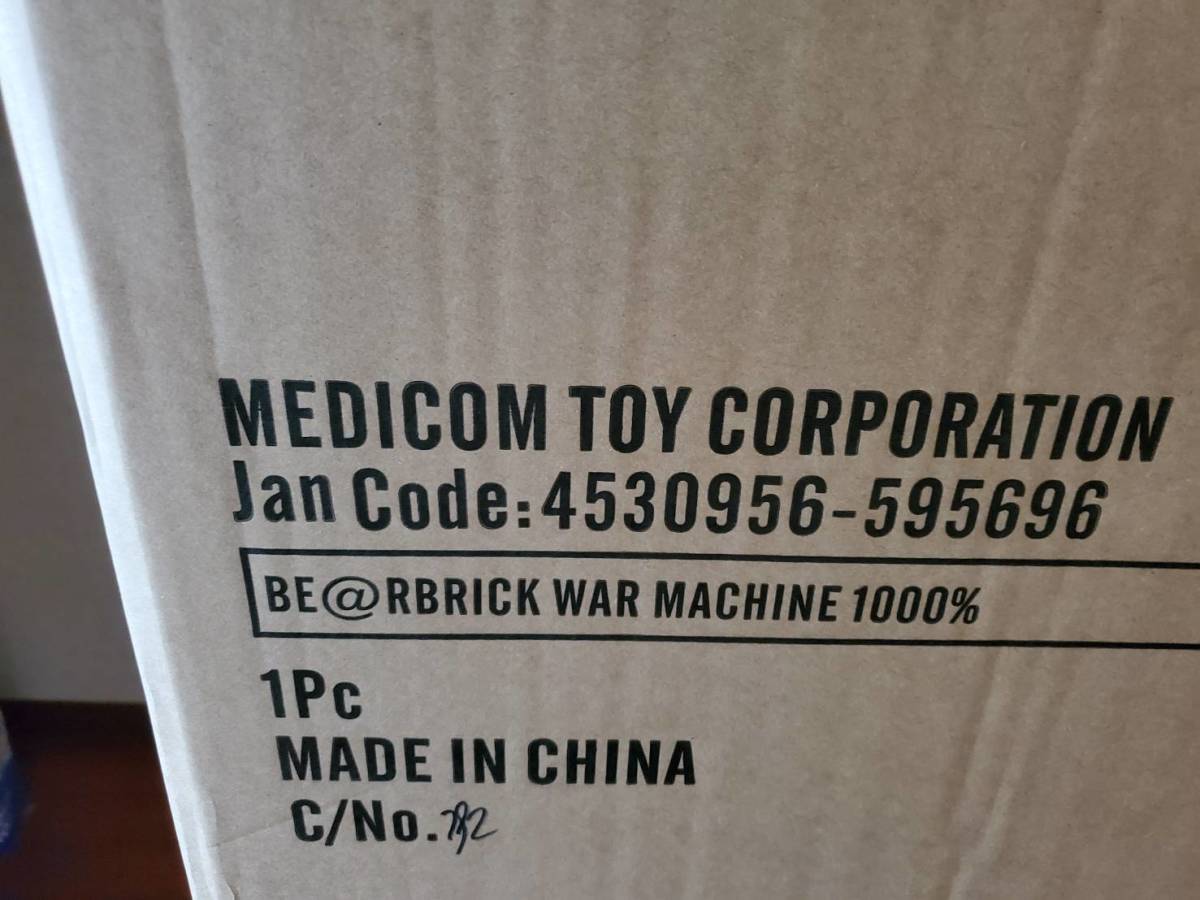 MEDICOM TOY CORPORATION
Jan Code:4530956-595696
BE@RBRICK WAR MACHINE 1000%
1Pc
MADE IN CHINA
C/No.